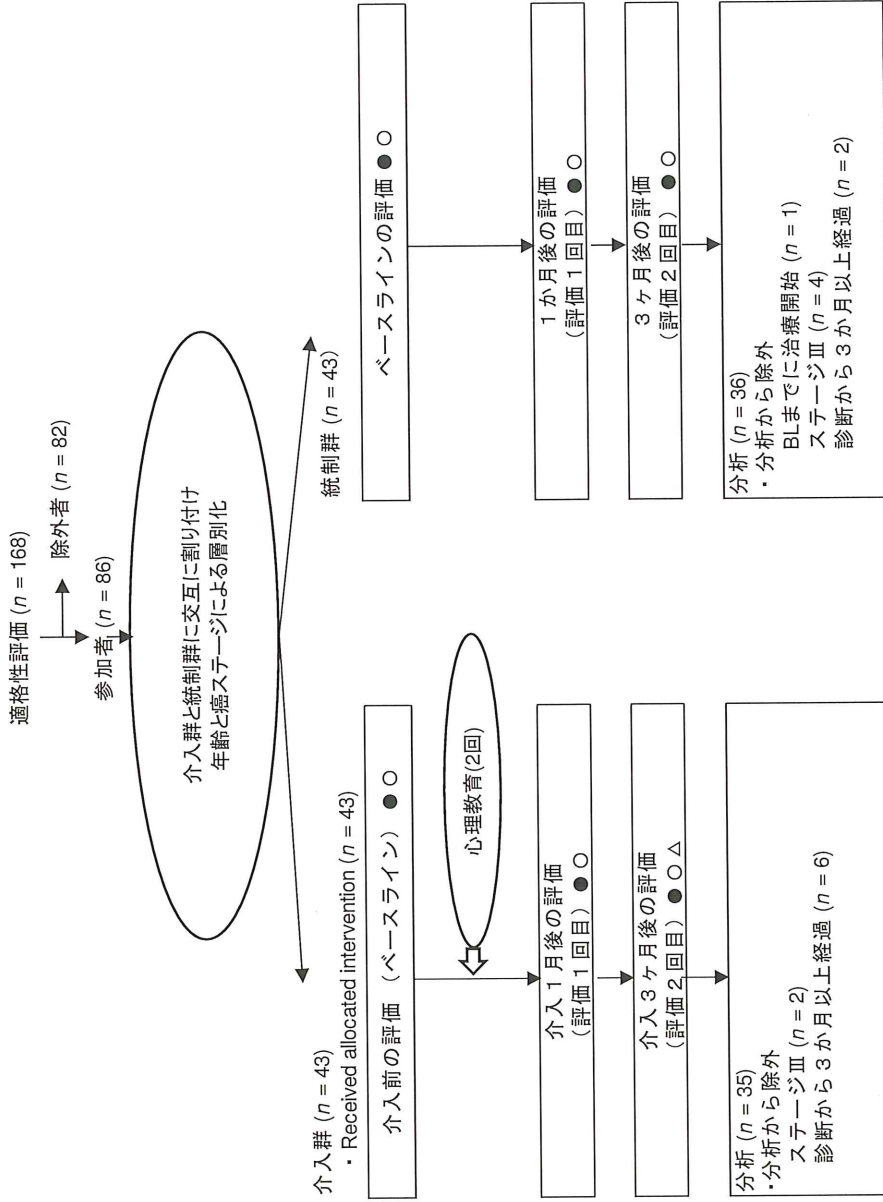 適格性評価 (n = 168)
除外者 (n = 82)
参加者 (n = 86)
介入群と統制群に交互に割り付け
年齢と癌ステージによる層別化
介入群 (n = 43)
・Received allocated intervention (n = 43)
介入前の評価 (ベースライン) ●○
心理教育(2回)
介入1月後の評価
(評価1回目) ●○
介入3ヶ月後の評価
(評価2回目) ●○△
分析 (n = 35)
・分析から除外
ステージⅢ (n = 2)
診断から3か月以上経過 (n = 6)
統制群 (n = 43)
ベースラインの評価 ●○
1か月後の評価
(評価1回目) ●○
3ヶ月後の評価
(評価2回目) ●○
分析 (n = 36)
・分析から除外
BLまでに治療開始 (n = 1)
ステージⅢ (n = 4)
診断から3か月以上経過 (n = 2)